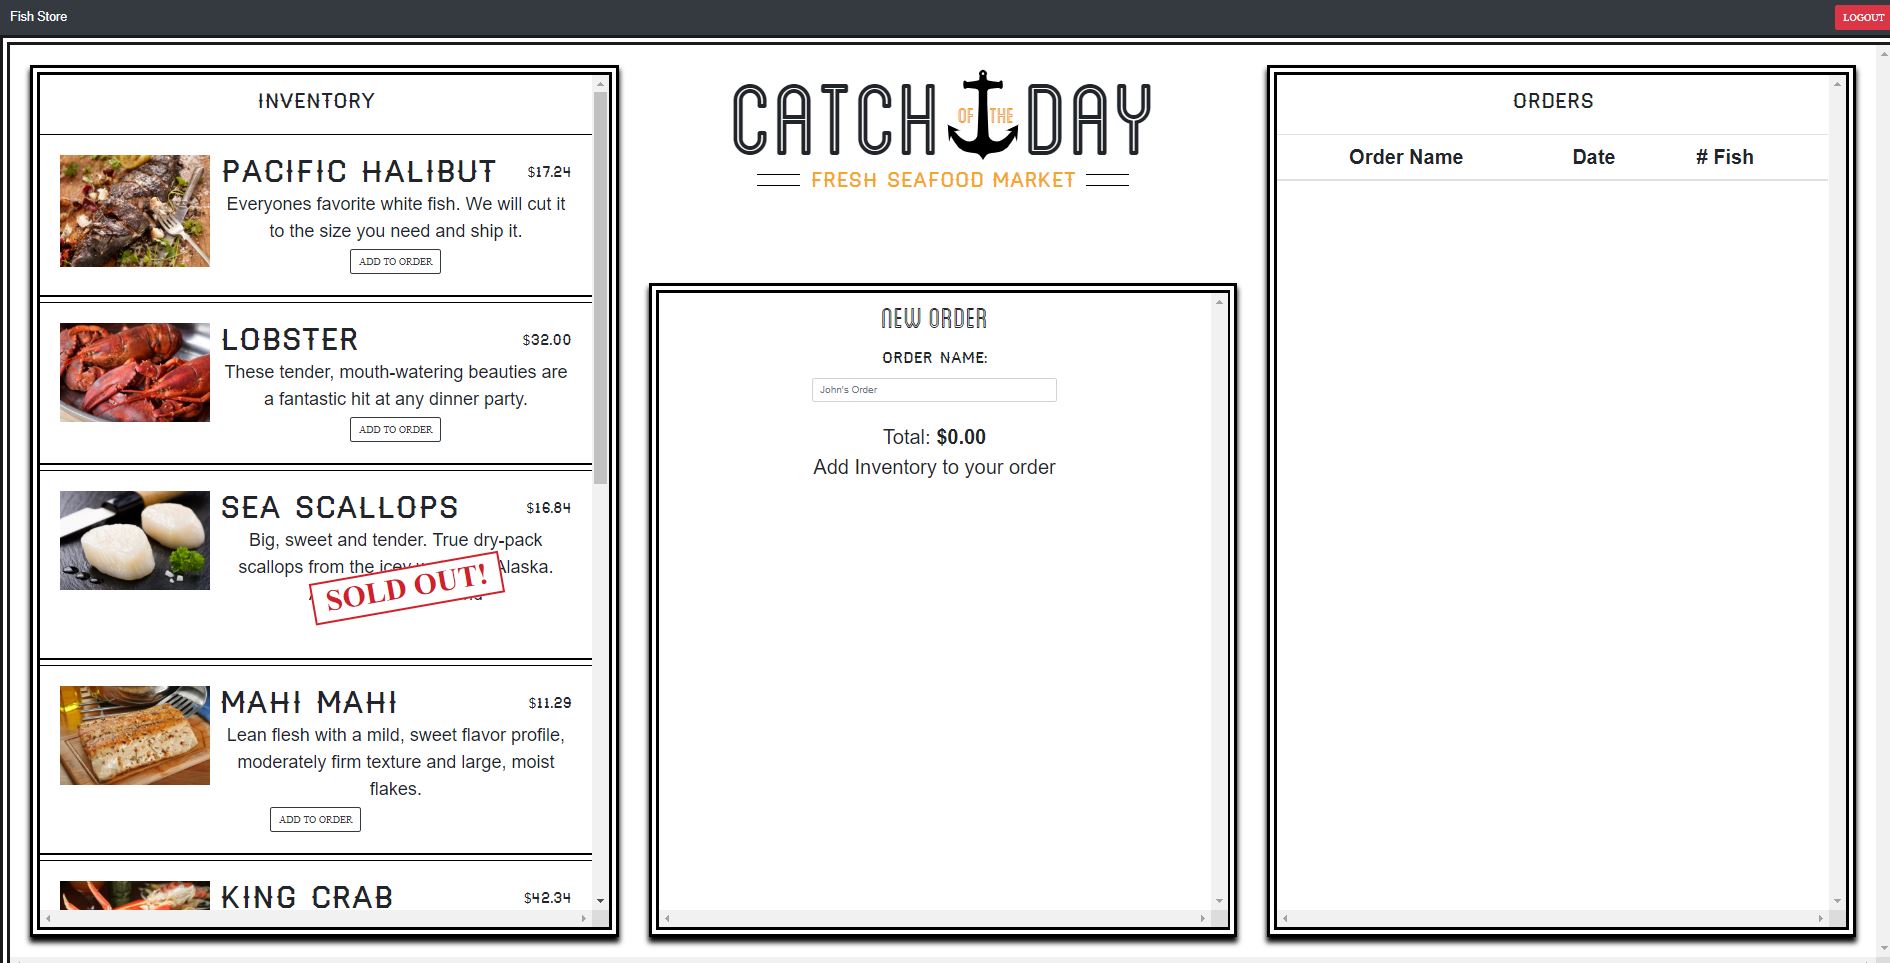 Fish Store
LOGOUT
INVENTORY
PACIFIC HALIBUT $17.24
Everyones favorite white fish. We will cut it
to the size you need and ship it.
ADD TO ORDER
LOBSTER $32.00
These tender, mouth-watering beauties are
a fantastic hit at any dinner party.
ADD TO ORDER
SEA SCALLOPS $16.84
Big, sweet and tender. True dry-pack
scallops from the icey Alaska.
SOLD OUT!
MAHI MAHI $11.29
Lean flesh with a mild, sweet flavor profile,
moderately firm texture and large, moist
flakes.
ADD TO ORDER
KING CRAB $42.34
CATCH OF THE DAY
FRESH SEAFOOD MARKET
NEW ORDER
ORDER NAME:
John's Order
Total: $0.00
Add Inventory to your order
ORDERS
Order Name Date # Fish